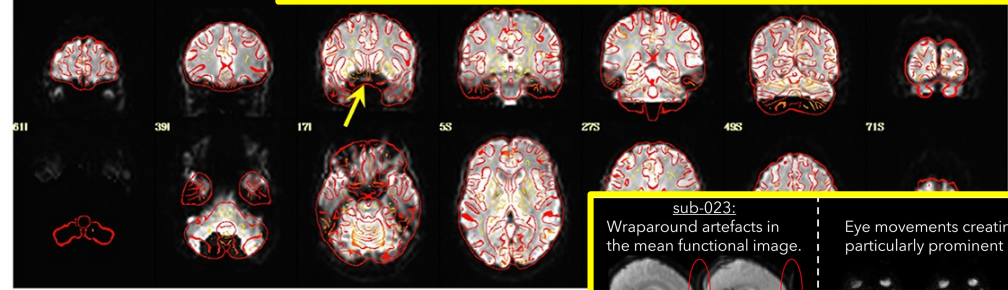 61I 39I 17I 5S 27S 49S 71S
sub-023:
Wraparound artefacts in
the mean functional image.
Eye movements creatin
particularly prominent